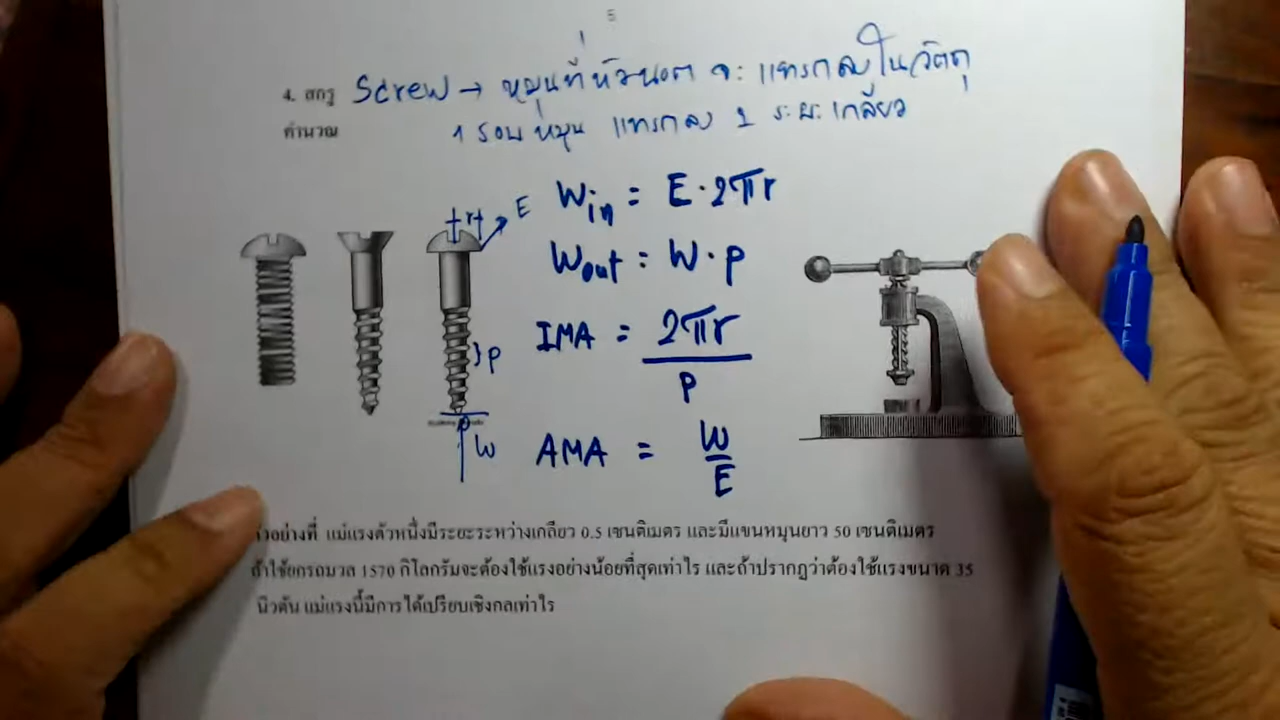 5
4. สกรู Screw → หมุนที่หัวนอต จะแทรกลงในวัตถุ
คำนวณ 1 รอบหมุน แทรกลง 1 ระยะเกลียว
Win = E · 2πr
Wout = W · p
IMA = 2πr / p
AMA = W / E
r E
p
W
ตัวอย่างที่ แม่แรงตัวหนึ่งมีระยะระหว่างเกลียว 0.5 เซนติเมตร และมีแขนหมุนยาว 50 เซนติเมตร
ถ้าใช้ยกรถมวล 1570 กิโลกรัมจะต้องใช้แรงอย่างน้อยที่สุดเท่าไร และถ้าปรากฏว่าต้องใช้แรงขนาด 35
นิวตัน แม่แรงนี้มีการได้เปรียบเชิงกลเท่าไร